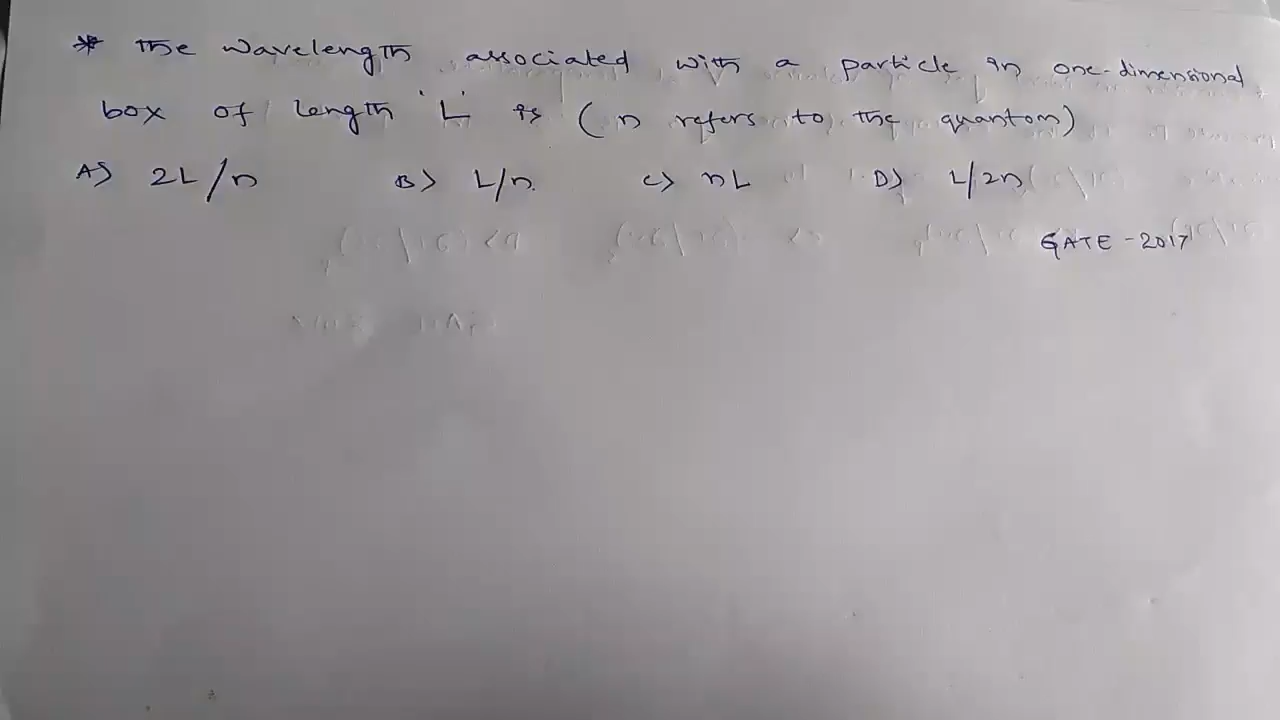 * The wavelength associated with a particle in one-dimensional
box of length 'L' is (n refers to the quantom)
A) 2L/n B) L/n. C) nL D) L/2n
GATE - 2017